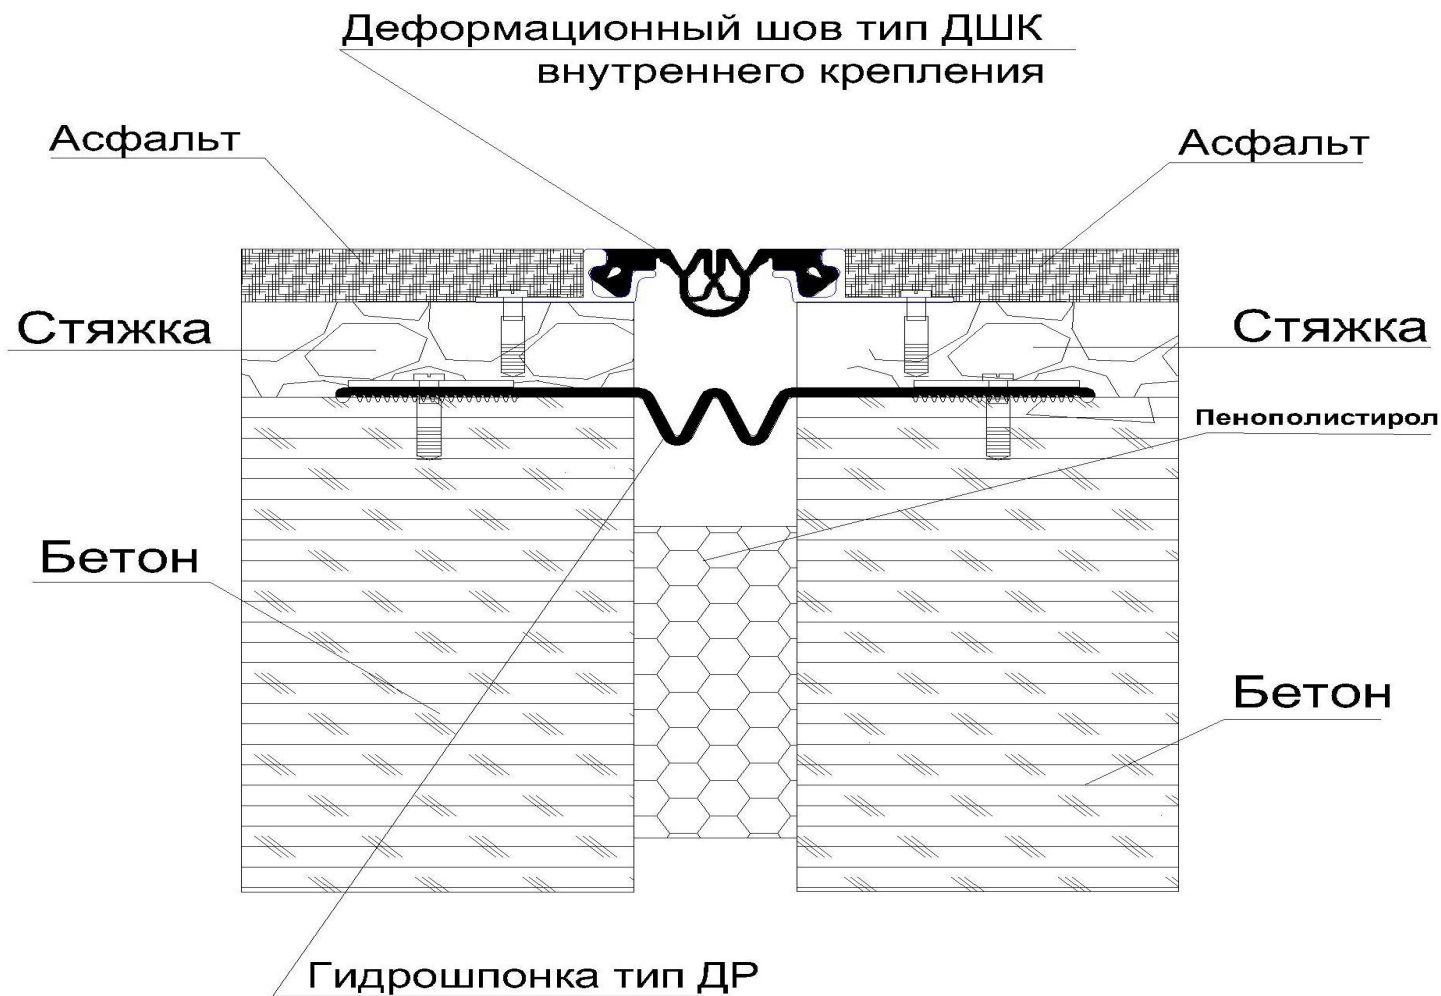 Деформационный шов тип ДШК
внутреннего крепления
Асфальт
Асфальт
Стяжка
Стяжка
Пенополистирол
Бетон
Бетон
Гидрошпонка тип ДР